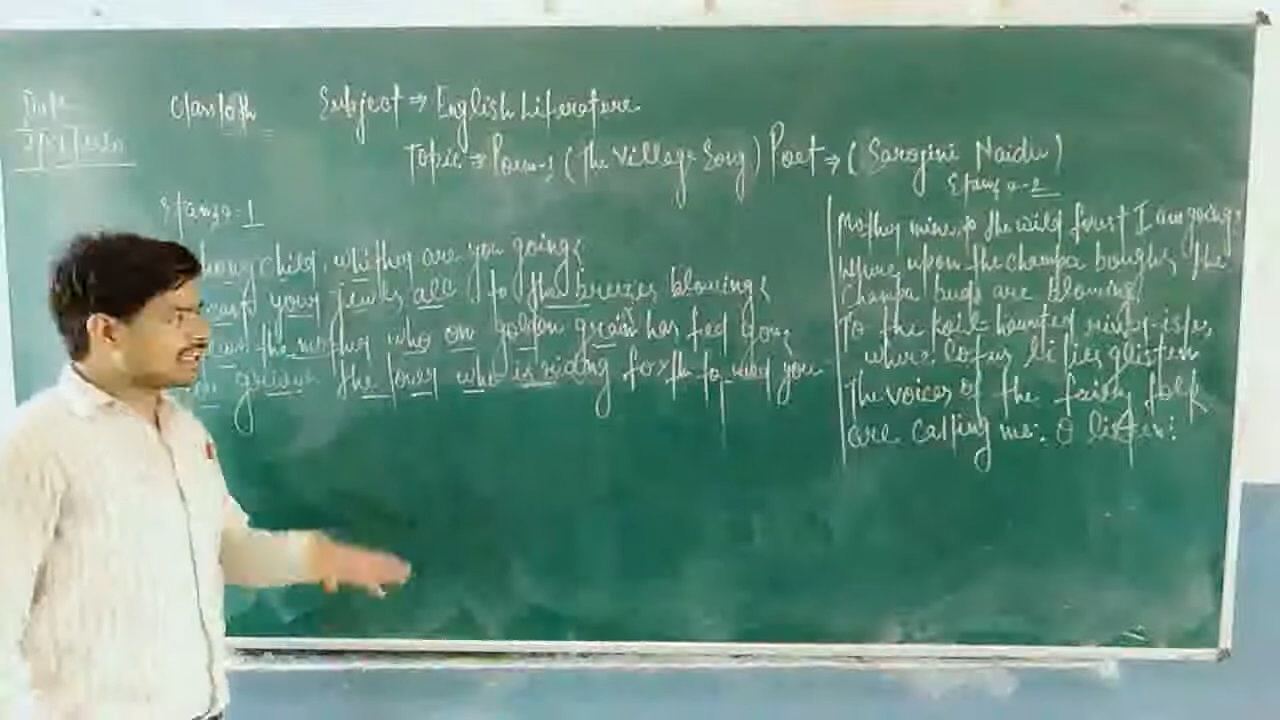 Date
Class 10th Subject ⇒ English Literature
Topic ⇒ Poem-1 (The Village Song) Poet → (Sarojini Naidu)
Stanza-1
child, whither are you going
your jewels all to the breezes blowing
the mother who on golden grain has fed you
grieve the lover who is riding forth to wed you
Stanza-2
Mother mine, to the wild forest I am going
where upon the champa boughs the
Champa buds are blowing
To the koil-haunted river-isles,
where lotus lilies glisten
The voices of the fairy folk
are calling me: O listen!